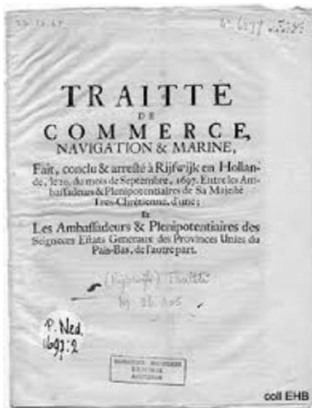 TRAITTÉ
DE
COMMERCE,
NAVIGATION & MARINE,
Fait, conclu & arresté à Rijswijk en Hollan-
de, le 20. du mois de Septembre, 1697. Entre les Am-
bassadeurs & Plenipotentiaires de Sa Majesté
Tres-Chrétienne, d'une;
Et
Les Ambassadeurs & Plenipotentiaires des
Seigneurs Estats Generaux des Provinces Unies du
Païs-Bas, de l'autre part.
P. Ned.
1697:2
coll EHB